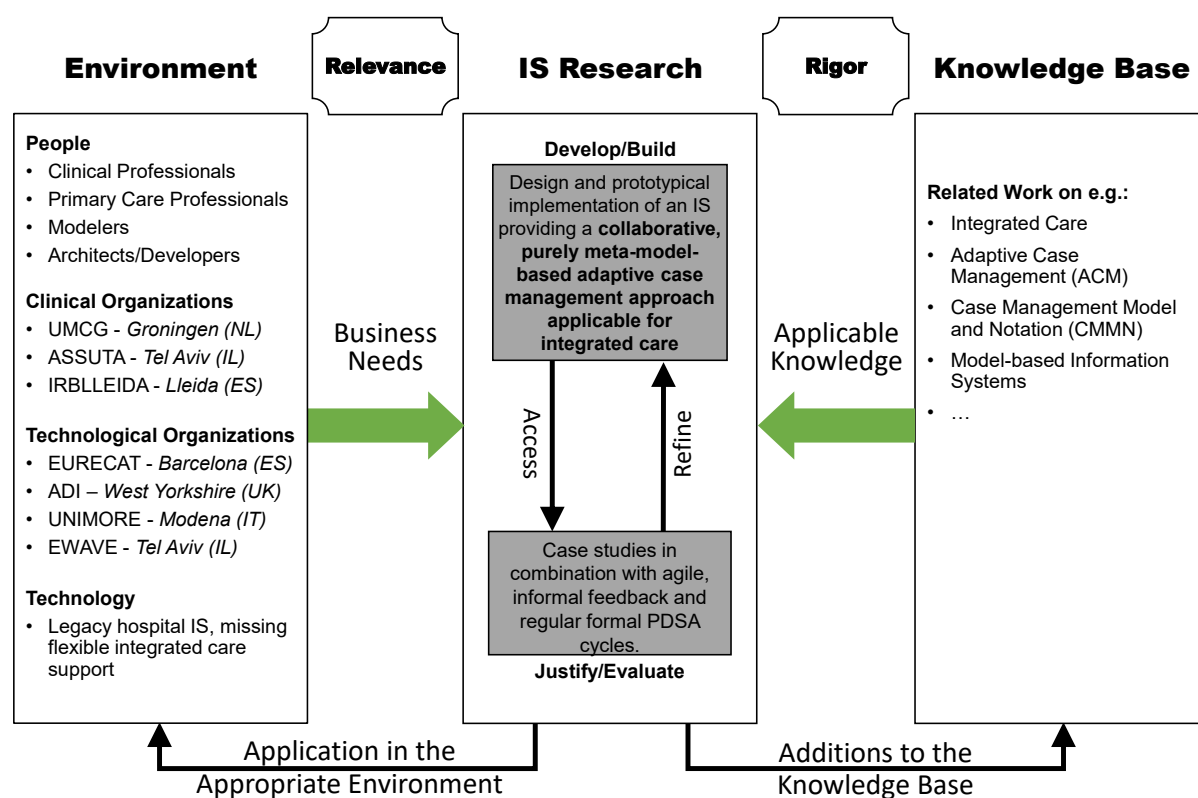 Environment
Relevance
IS Research
Rigor
Knowledge Base
People
• Clinical Professionals
• Primary Care Professionals
• Modelers
• Architects/Developers
Clinical Organizations
• UMCG - Groningen (NL)
• ASSUTA - Tel Aviv (IL)
• IRBLLEIDA - Lleida (ES)
Technological Organizations
• EURECAT - Barcelona (ES)
• ADI – West Yorkshire (UK)
• UNIMORE - Modena (IT)
• EWAVE - Tel Aviv (IL)
Technology
• Legacy hospital IS, missing
flexible integrated care
support
Business
Needs
Develop/Build
Design and prototypical
implementation of an IS
providing a collaborative,
purely meta-model-
based adaptive case
management approach
applicable for
integrated care
Access
Refine
Case studies in
combination with agile,
informal feedback and
regular formal PDSA
cycles.
Justify/Evaluate
Applicable
Knowledge
Related Work on e.g.:
• Integrated Care
• Adaptive Case
Management (ACM)
• Case Management Model
and Notation (CMMN)
• Model-based Information
Systems
• …
Application in the
Appropriate Environment
Additions to the
Knowledge Base